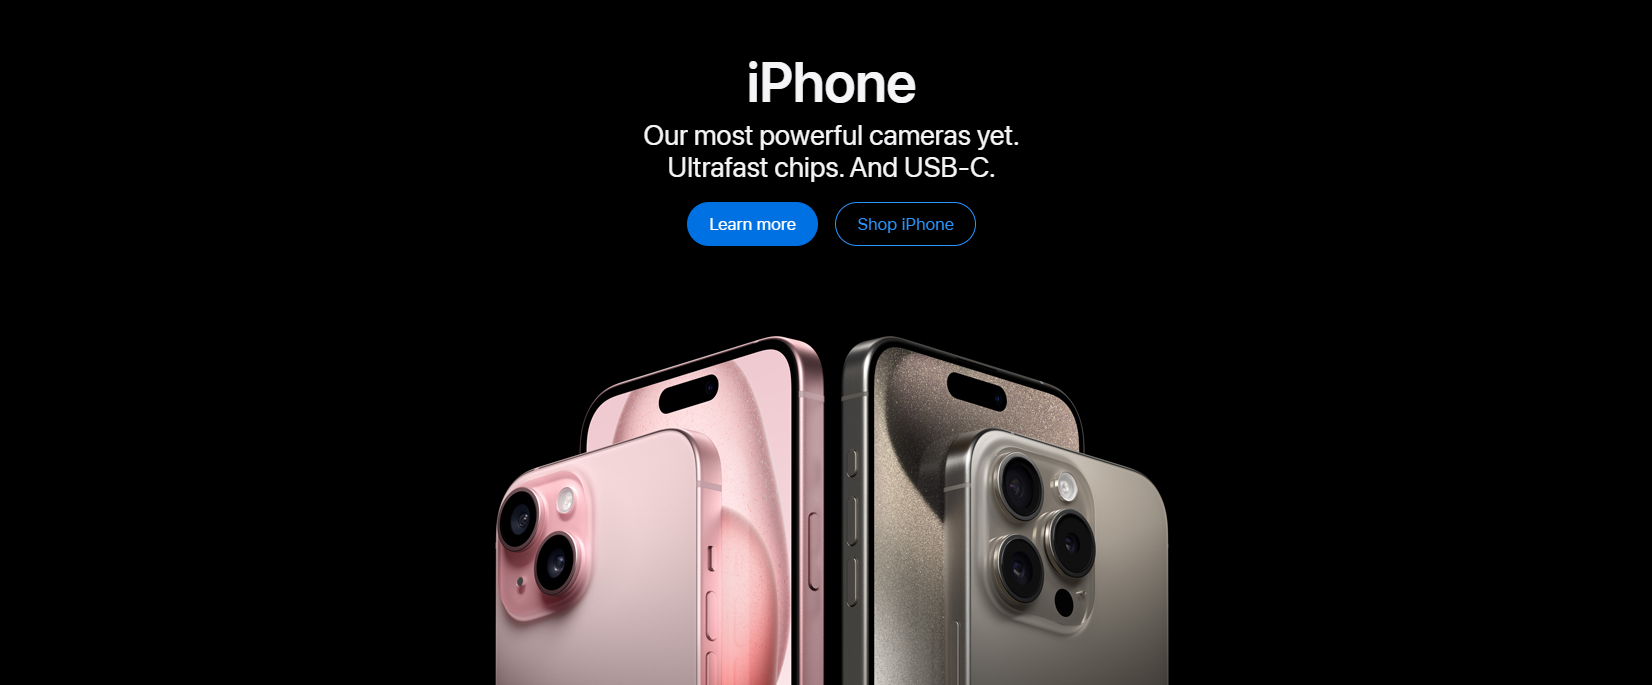 iPhone
Our most powerful cameras yet.
Ultrafast chips. And USB-C.
Learn more
Shop iPhone